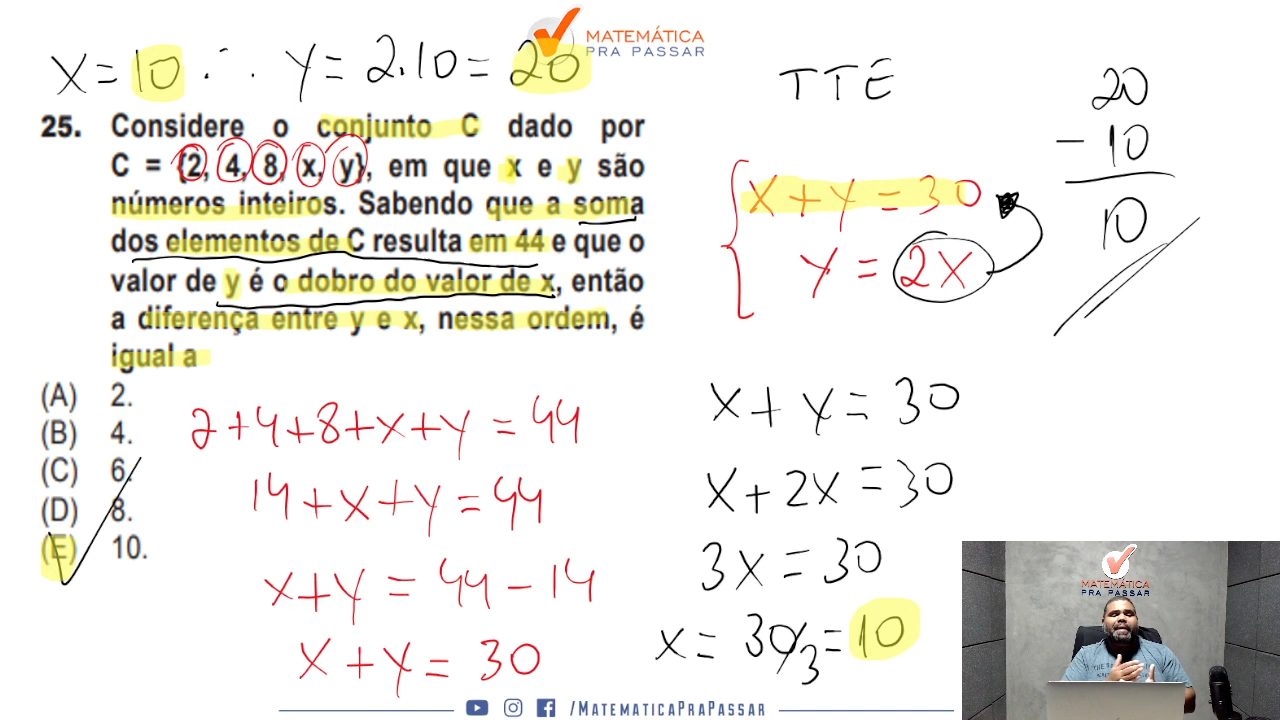 MATEMÁTICA
PRA PASSAR
X = 10 ∴ Y = 2.10 = 20
25. Considere o conjunto C dado por
C = {2, 4, 8, x, y}, em que x e y são
números inteiros. Sabendo que a soma
dos elementos de C resulta em 44 e que o
valor de y é o dobro do valor de x, então
a diferença entre y e x, nessa ordem, é
igual a
(A) 2.
(B) 4.
(C) 6.
(D) 8.
(E) 10.
2+4+8+X+Y = 44
14+X+Y = 44
X+Y = 44 - 14
X+Y = 30
TTE
X+Y = 30
Y = 2X
20
- 10
10
X+Y = 30
X+2X = 30
3X = 30
X = 30/3 = 10
MATEMÁTICA
PRA PASSAR
/MatematicaPraPassar